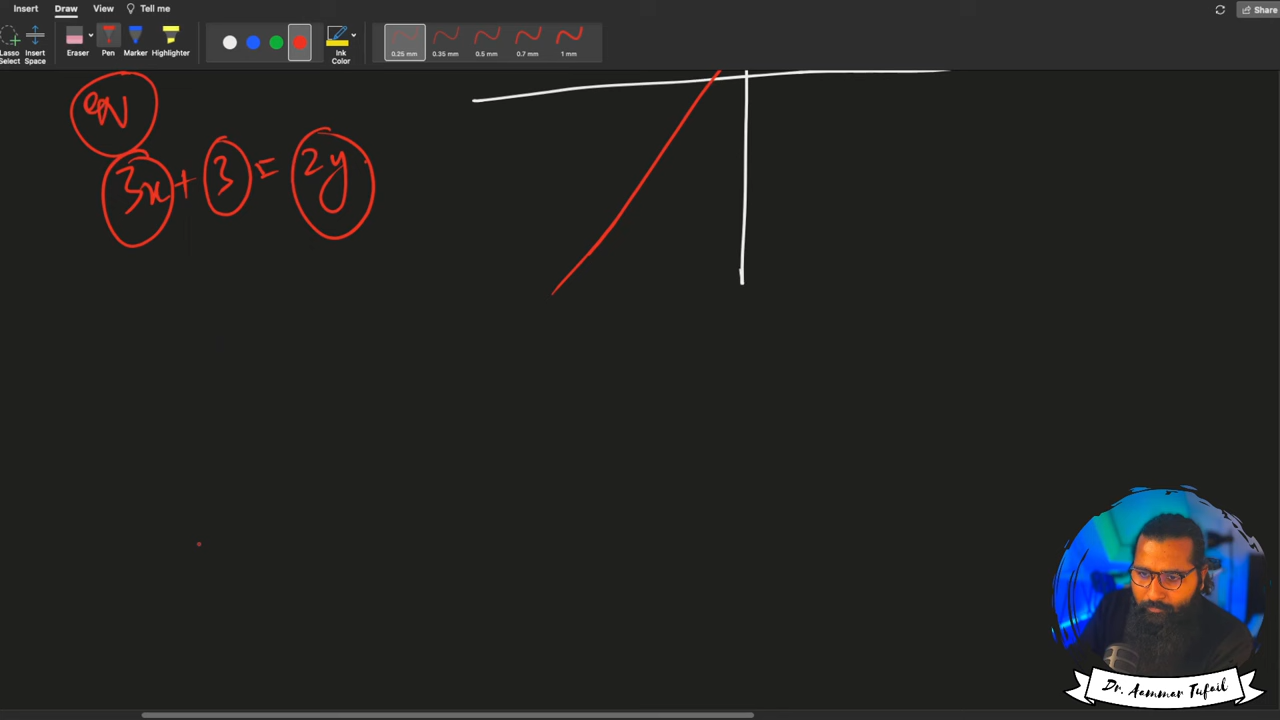 Insert Draw View Tell me Share
Lasso Select Insert Space Eraser Pen Marker Highlighter Ink Color 0.25 mm 0.35 mm 0.5 mm 0.7 mm 1 mm
3x + 3 = 2y
Dr. Aammar Tufail